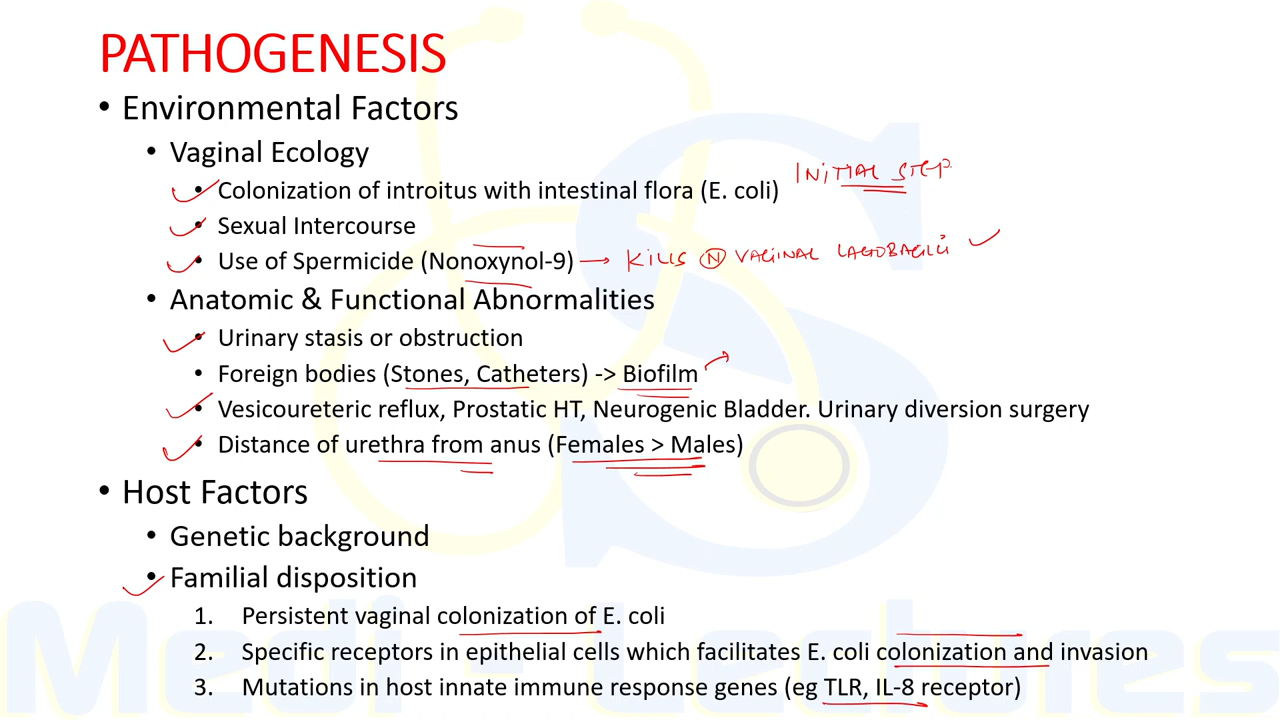 PATHOGENESIS
• Environmental Factors
• Vaginal Ecology
• Colonization of introitus with intestinal flora (E. coli) INITIAL STEP
• Sexual Intercourse
• Use of Spermicide (Nonoxynol-9) → KILLS Ⓝ VAGINAL LACTOBACILLI
• Anatomic & Functional Abnormalities
• Urinary stasis or obstruction
• Foreign bodies (Stones, Catheters) -> Biofilm
• Vesicoureteric reflux, Prostatic HT, Neurogenic Bladder. Urinary diversion surgery
• Distance of urethra from anus (Females > Males)
• Host Factors
• Genetic background
• Familial disposition
1. Persistent vaginal colonization of E. coli
2. Specific receptors in epithelial cells which facilitates E. coli colonization and invasion
3. Mutations in host innate immune response genes (eg TLR, IL-8 receptor)
Medi - Lectures